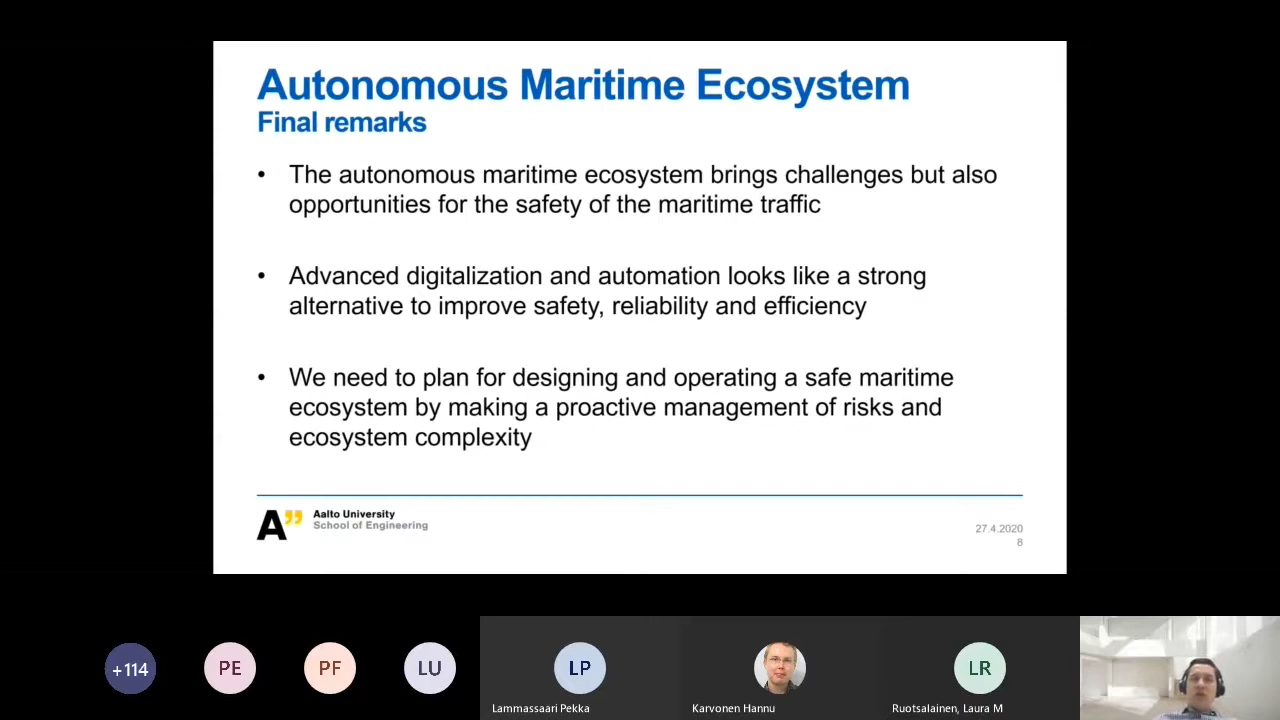 Autonomous Maritime Ecosystem
Final remarks
• The autonomous maritime ecosystem brings challenges but also
opportunities for the safety of the maritime traffic
• Advanced digitalization and automation looks like a strong
alternative to improve safety, reliability and efficiency
• We need to plan for designing and operating a safe maritime
ecosystem by making a proactive management of risks and
ecosystem complexity
A”
Aalto University
School of Engineering
27.4.2020
8
+114
PE
PF
LU
LP
LR
Lammassaari Pekka
Karvonen Hannu
Ruotsalainen, Laura M